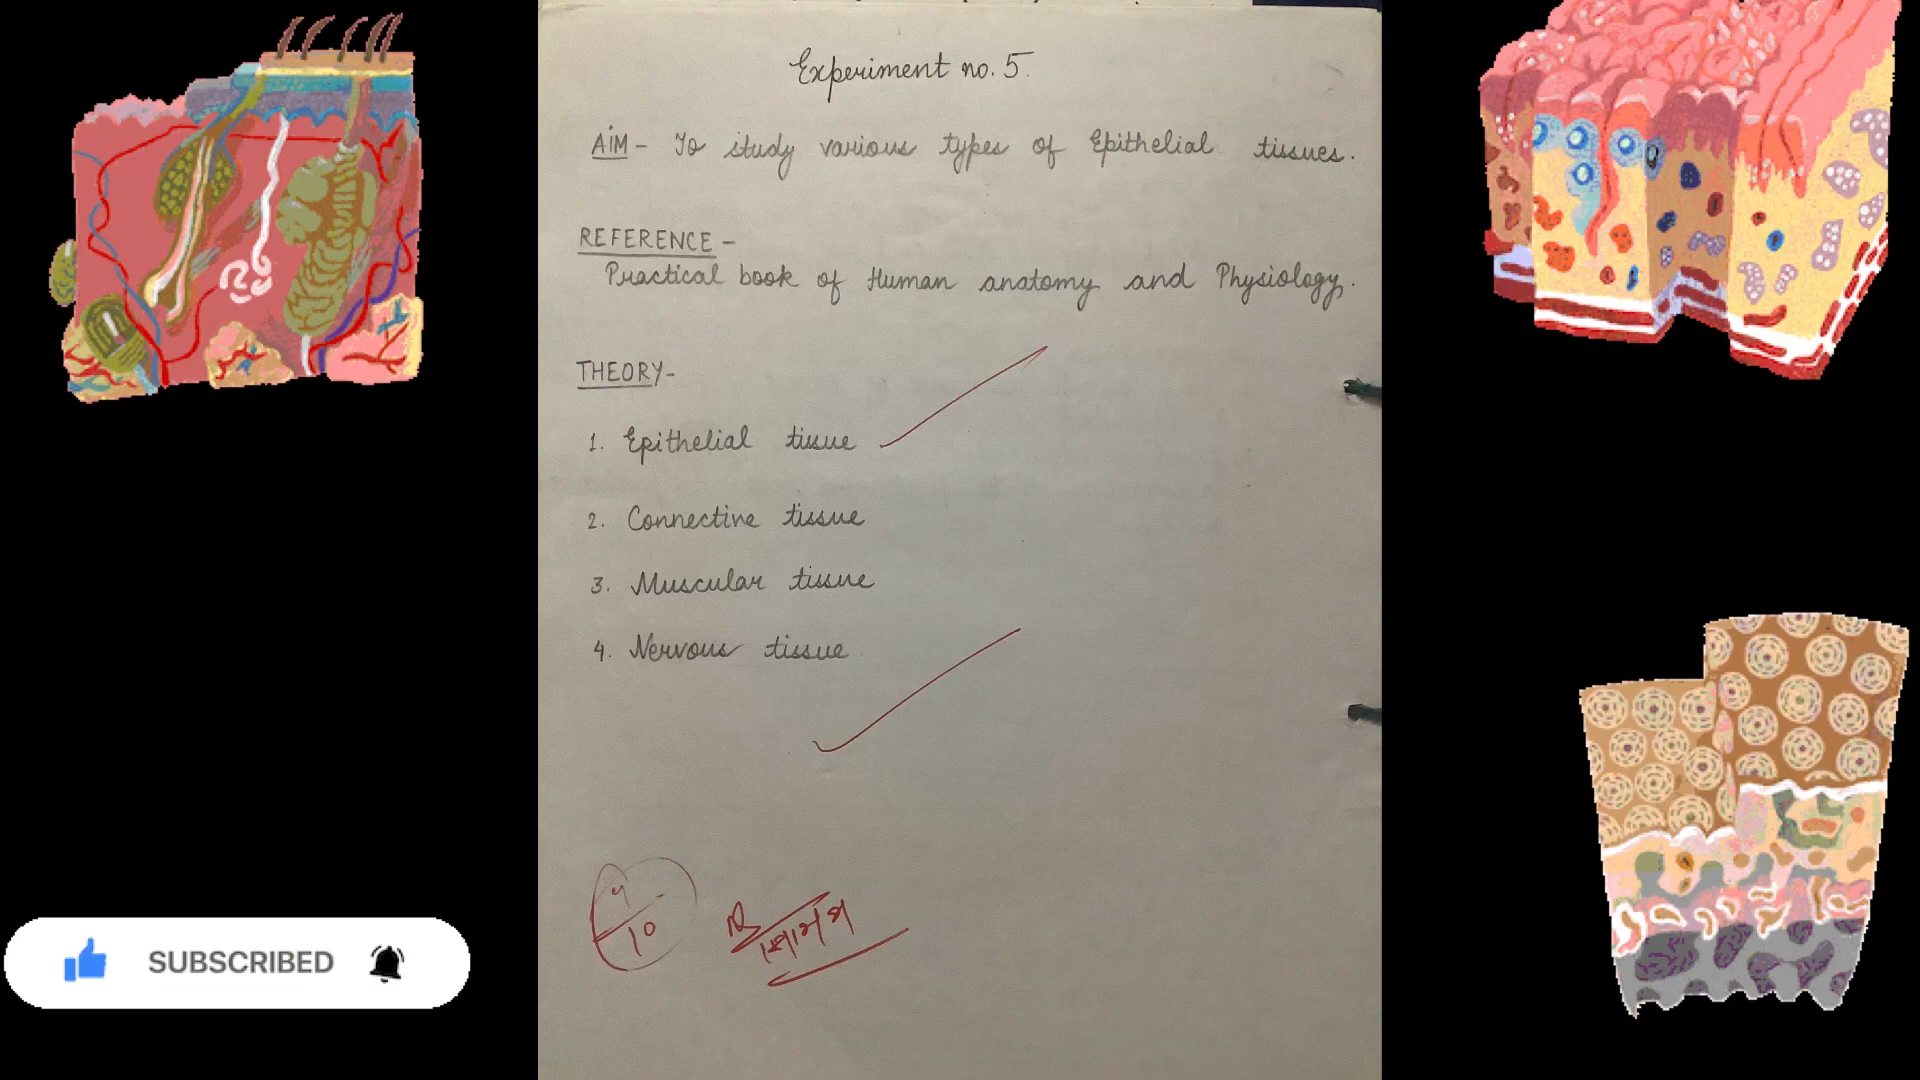 Experiment no. 5.
AIM - To study various types of Epithelial tissues.
REFERENCE -
Practical book of Human anatomy and Physiology.
THEORY-
1. Epithelial tissue
2. Connective tissue
3. Muscular tissue
4. Nervous tissue
10
SUBSCRIBED